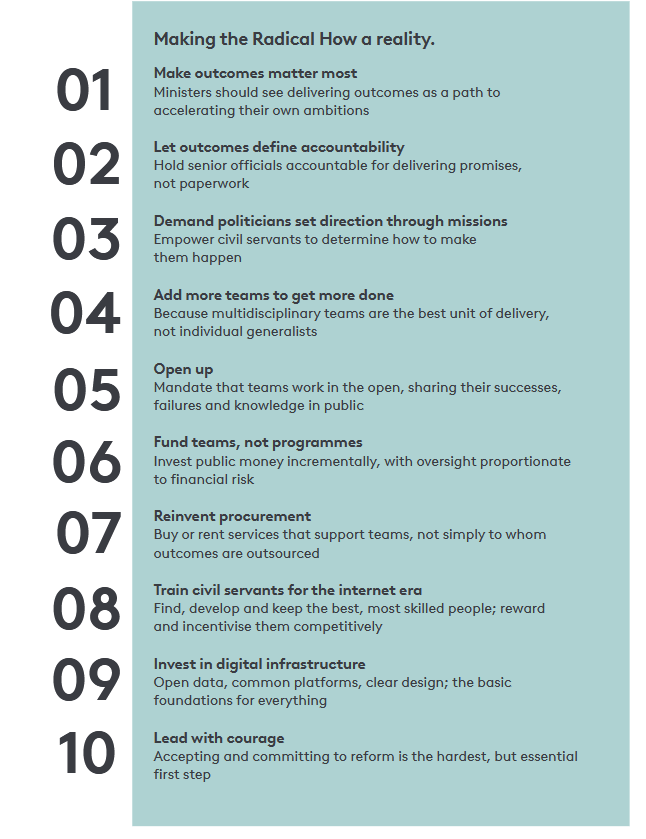 Making the Radical How a reality.
01
Make outcomes matter most
Ministers should see delivering outcomes as a path to
accelerating their own ambitions
02
Let outcomes define accountability
Hold senior officials accountable for delivering promises,
not paperwork
03
Demand politicians set direction through missions
Empower civil servants to determine how to make
them happen
04
Add more teams to get more done
Because multidisciplinary teams are the best unit of delivery,
not individual generalists
05
Open up
Mandate that teams work in the open, sharing their successes,
failures and knowledge in public
06
Fund teams, not programmes
Invest public money incrementally, with oversight proportionate
to financial risk
07
Reinvent procurement
Buy or rent services that support teams, not simply to whom
outcomes are outsourced
08
Train civil servants for the internet era
Find, develop and keep the best, most skilled people; reward
and incentivise them competitively
09
Invest in digital infrastructure
Open data, common platforms, clear design; the basic
foundations for everything
10
Lead with courage
Accepting and committing to reform is the hardest, but essential
first step